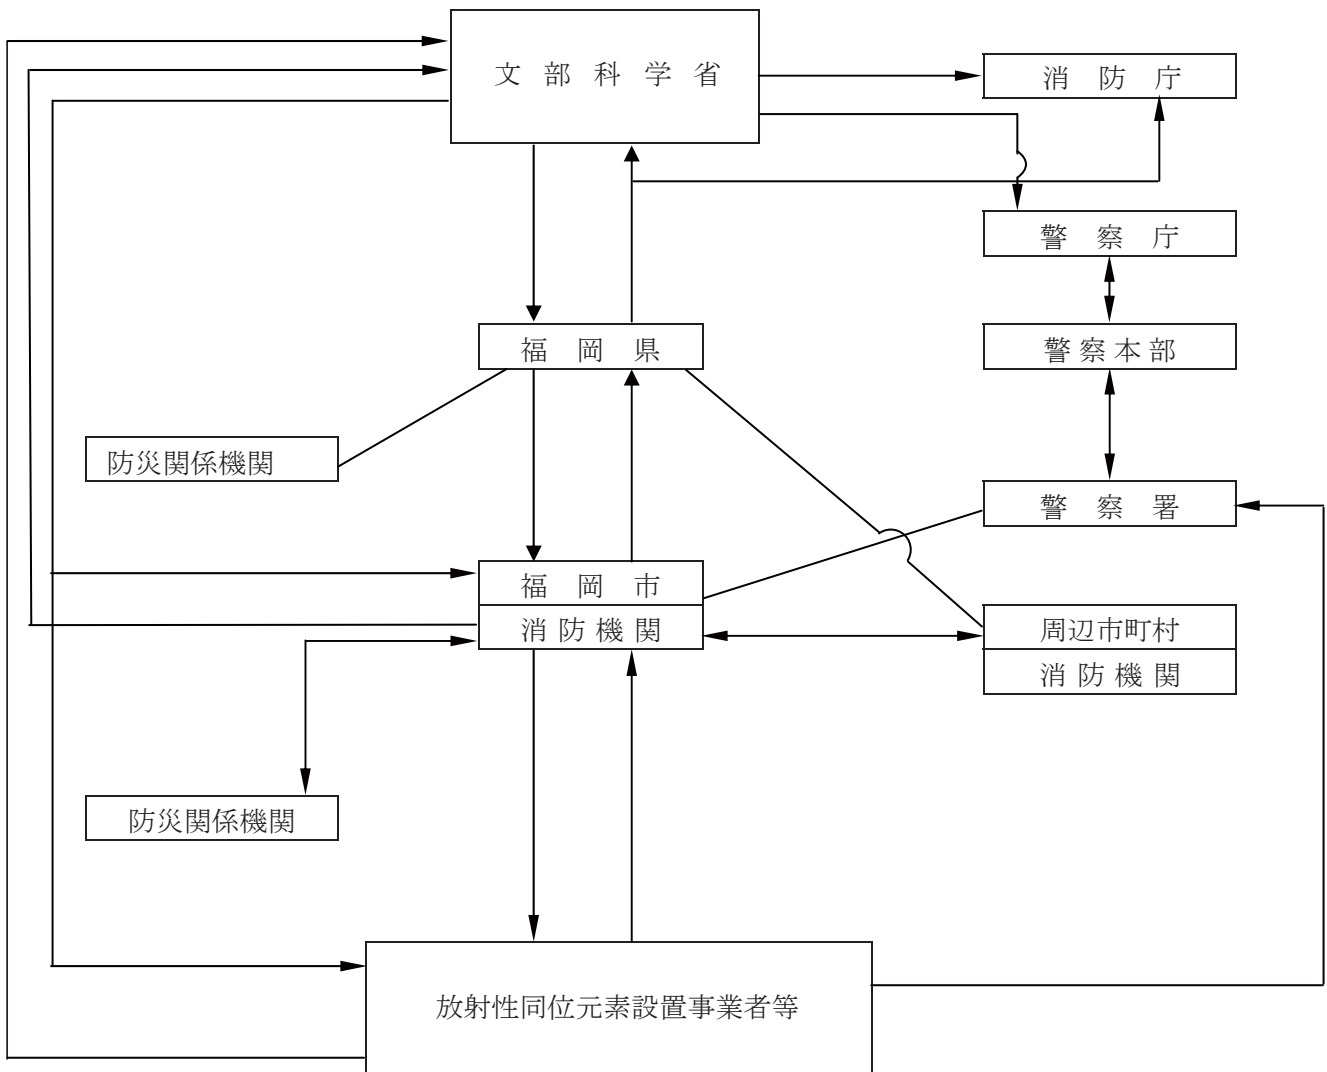 文部科学省
消防庁
警察庁
福岡県
警察本部
防災関係機関
警察署
福岡市
消防機関
周辺市町村
消防機関
防災関係機関
放射性同位元素設置事業者等